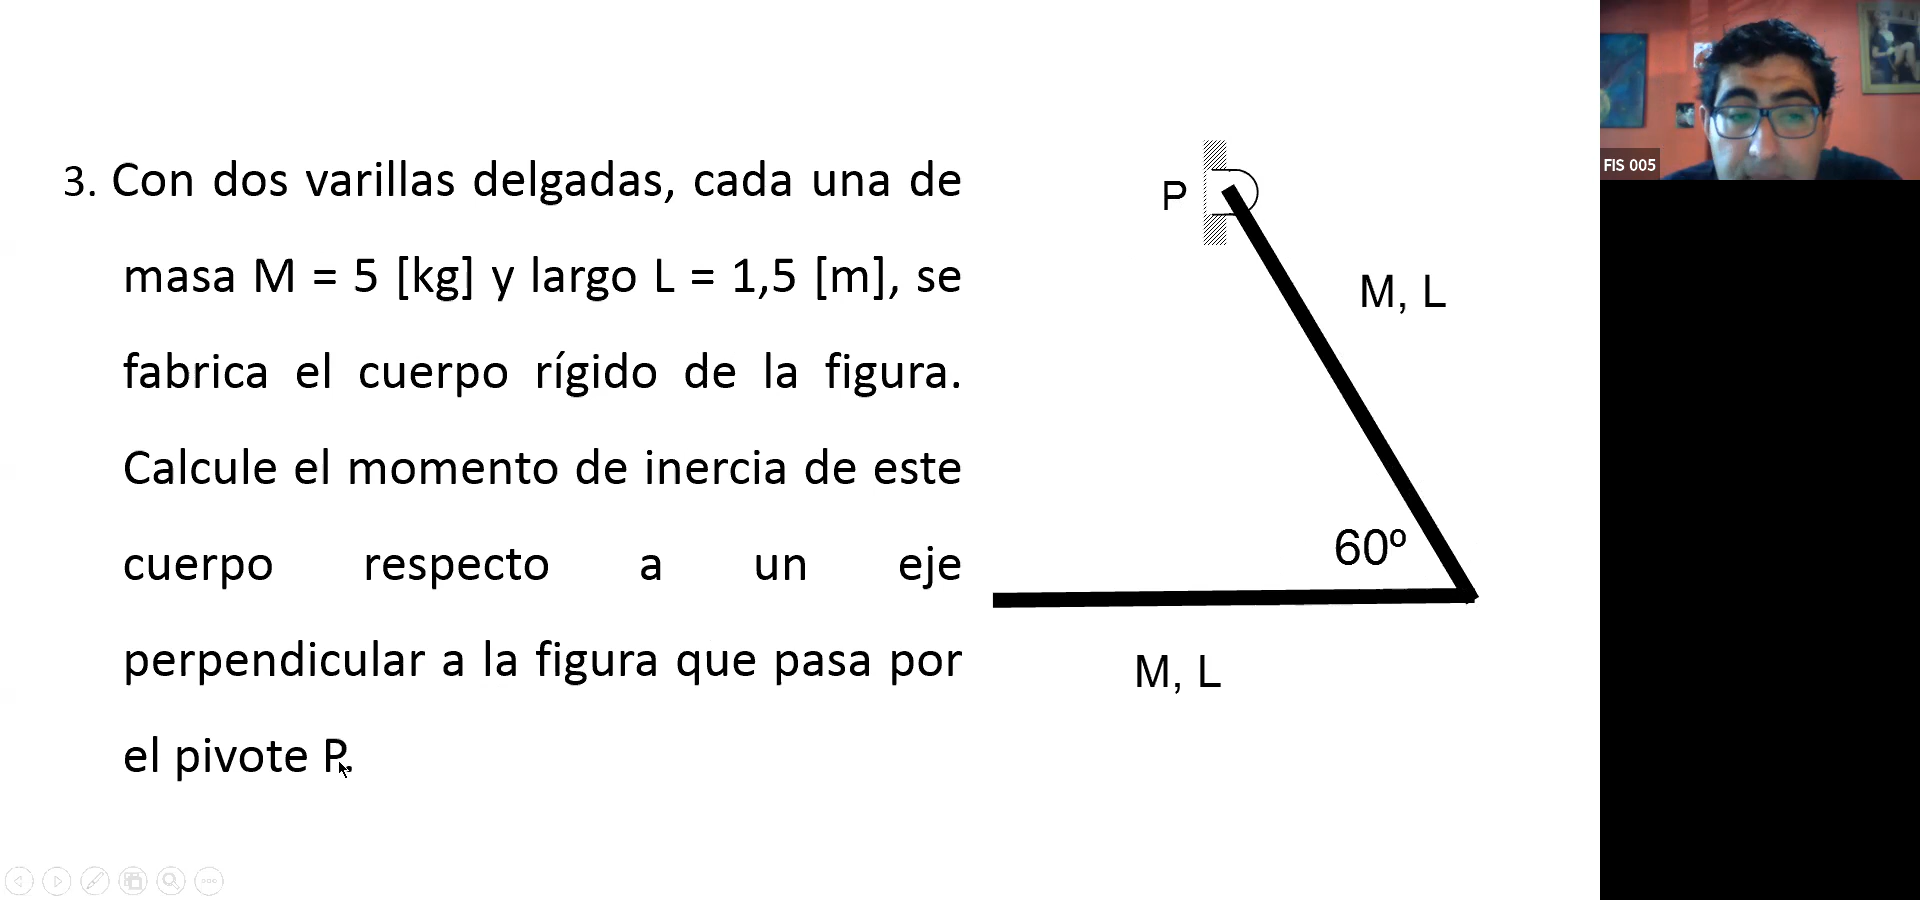 3. Con dos varillas delgadas, cada una de
masa M = 5 [kg] y largo L = 1,5 [m], se
fabrica el cuerpo rígido de la figura.
Calcule el momento de inercia de este
cuerpo respecto a un eje
perpendicular a la figura que pasa por
el pivote P.
P
M, L
60º
M, L
FIS 005